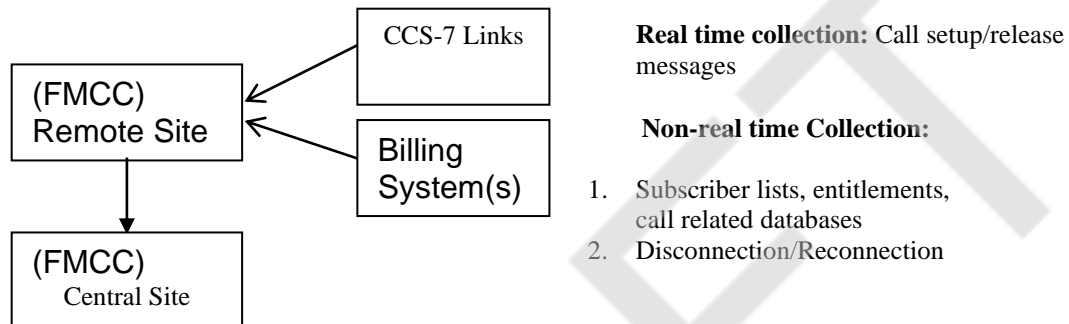 CCS-7 Links
(FMCC)
Remote Site
Billing
System(s)
(FMCC)
Central Site
Real time collection: Call setup/release
messages
Non-real time Collection:
1. Subscriber lists, entitlements,
call related databases
2. Disconnection/Reconnection